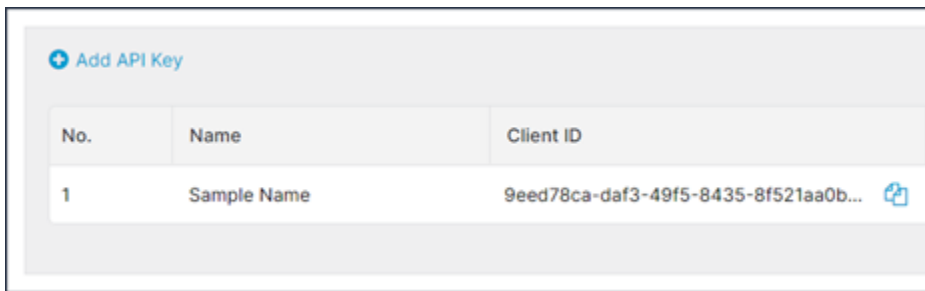 Add API Key
No. Name Client ID
1 Sample Name 9eed78ca-daf3-49f5-8435-8f521aa0b...